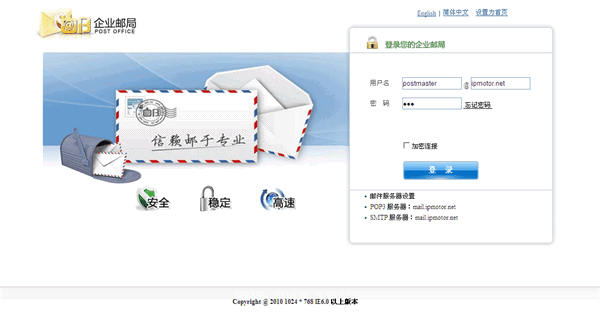 企业邮局
POST OFFICE
English | 简体中文 设置为首页
登录您的企业邮局
用户名 postmaster @ ipmotor.net
密 码 ●●● 忘记密码
信赖邮于专业
加密连接
登 录
安全 稳定 高速
邮件服务器设置
POP3 服务器：mail.ipmotor.net
SMTP 服务器：mail.ipmotor.net
Copyright @ 2010 1024 * 768 IE6.0 以上版本